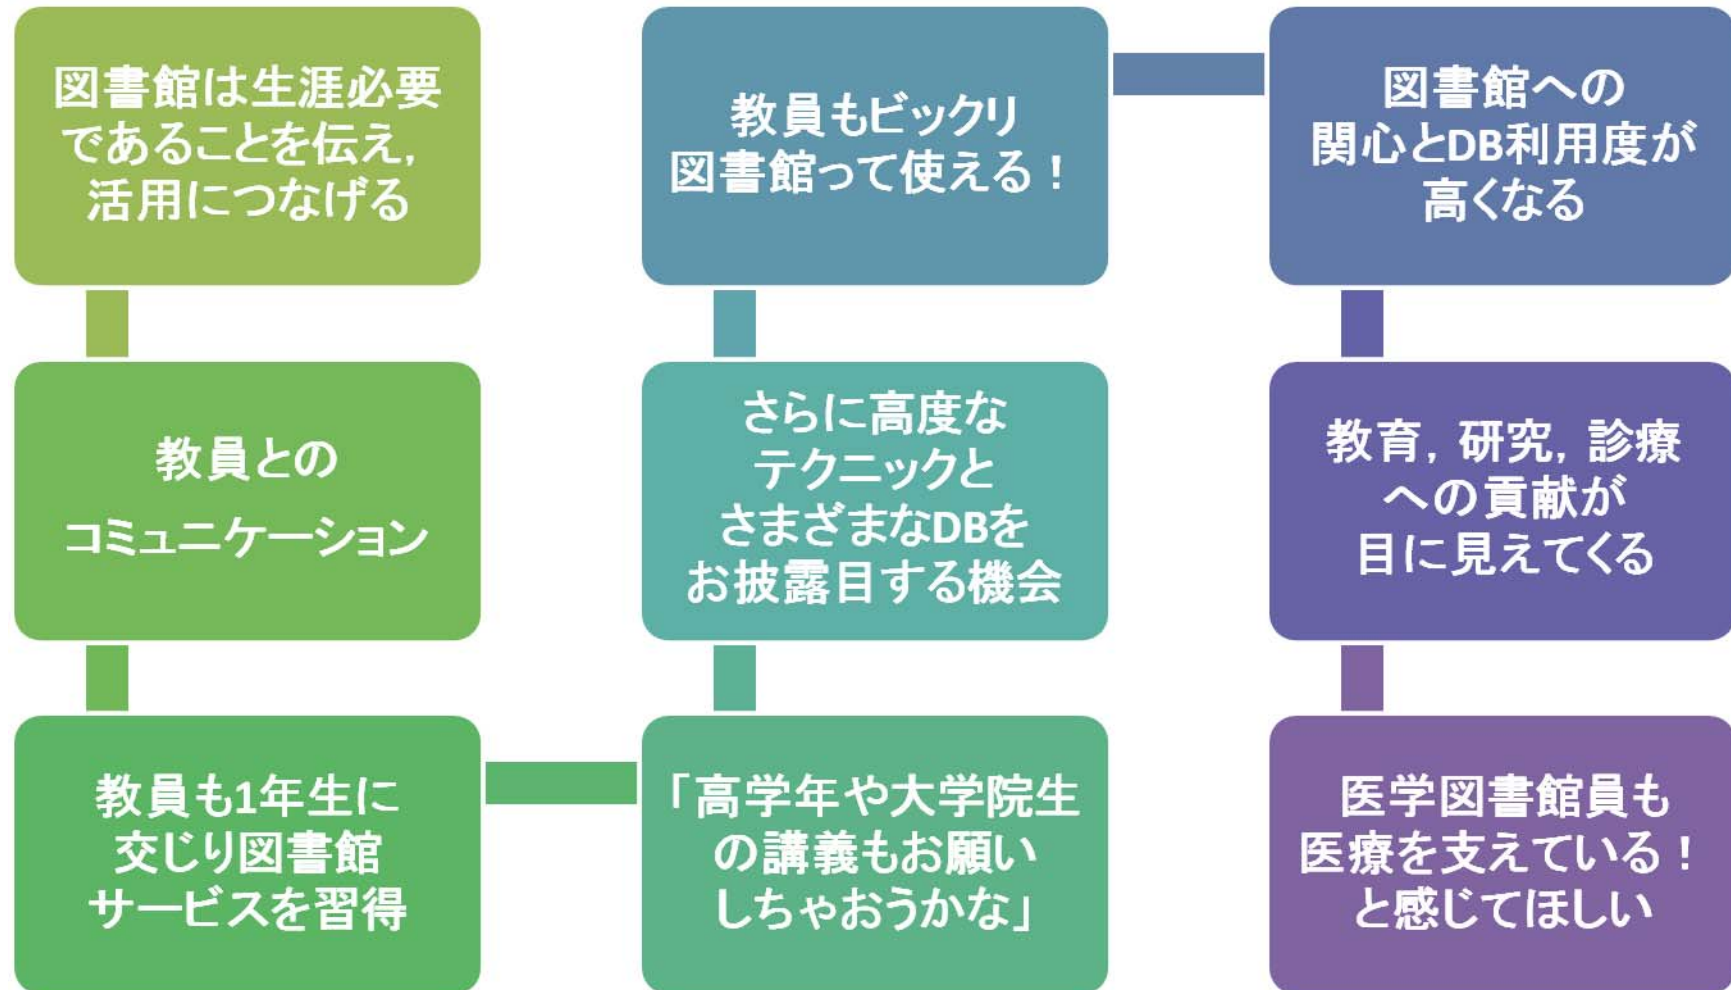 図書館は生涯必要
であることを伝え，
活用につなげる
教員との
コミュニケーション
教員も1年生に
交じり図書館
サービスを習得
「高学年や大学院生
の講義もお願い
しちゃおうかな」
さらに高度な
テクニックと
さまざまなDBを
お披露目する機会
教員もビックリ
図書館って使える！
図書館への
関心とDB利用度が
高くなる
教育，研究，診療
への貢献が
目に見えてくる
医学図書館員も
医療を支えている！
と感じてほしい